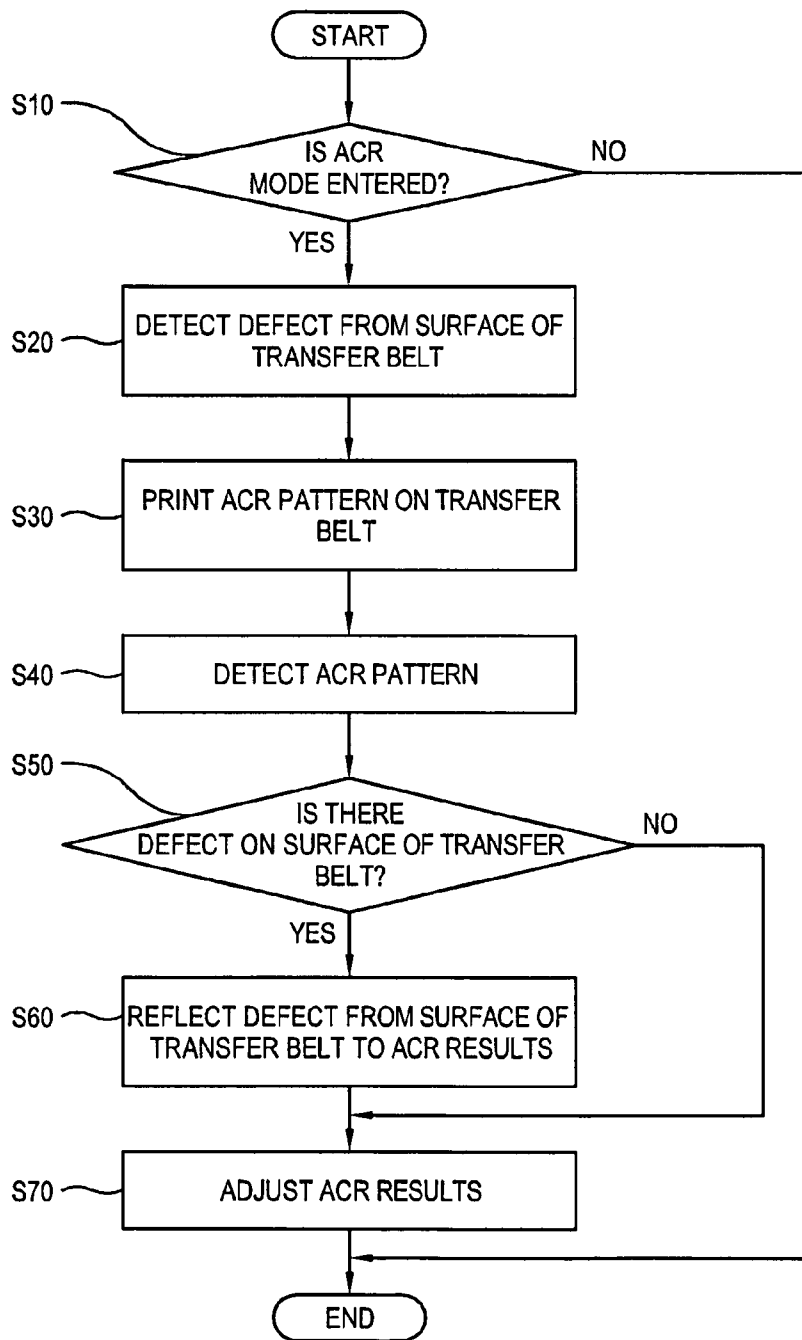 START
S10
IS ACR
MODE ENTERED?
NO
YES
S20
DETECT DEFECT FROM SURFACE OF
TRANSFER BELT
S30
PRINT ACR PATTERN ON TRANSFER
BELT
S40
DETECT ACR PATTERN
S50
IS THERE
DEFECT ON SURFACE OF TRANSFER
BELT?
NO
YES
S60
REFLECT DEFECT FROM SURFACE OF
TRANSFER BELT TO ACR RESULTS
S70
ADJUST ACR RESULTS
END